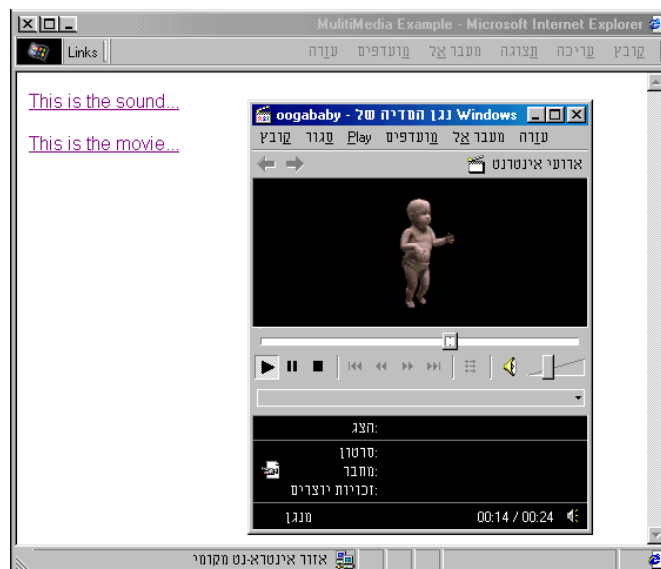 MulitiMedia Example - Microsoft Internet Explorer
Links קובץ עריכה תצוגה מעבר אל מועדפים עזרה
This is the sound...
This is the movie...
oogababy - נגן המדיה של Windows
קובץ סגור Play מועדפים מעבר אל עזרה
ארועי אינטרנט
הצג:
סרטון:
מחבר:
זכויות יוצרים:
מנגן 00:14 / 00:24
אזור אינטרא-נט מקומי